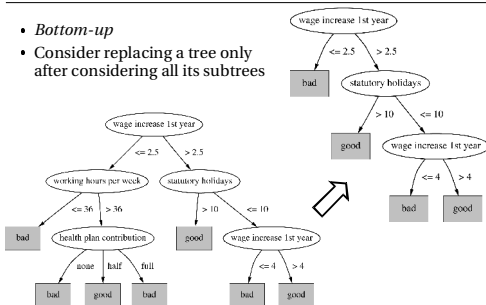 • Bottom-up
• Consider replacing a tree only
after considering all its subtrees
wage increase 1st year
<= 2.5
> 2.5
bad
statutory holidays
> 10
<= 10
good
wage increase 1st year
<= 4
> 4
bad
good
wage increase 1st year
<= 2.5
> 2.5
working hours per week
statutory holidays
<= 36
> 36
> 10
<= 10
bad
health plan contribution
good
wage increase 1st year
none
half
full
<= 4
> 4
bad
good
bad
bad
good